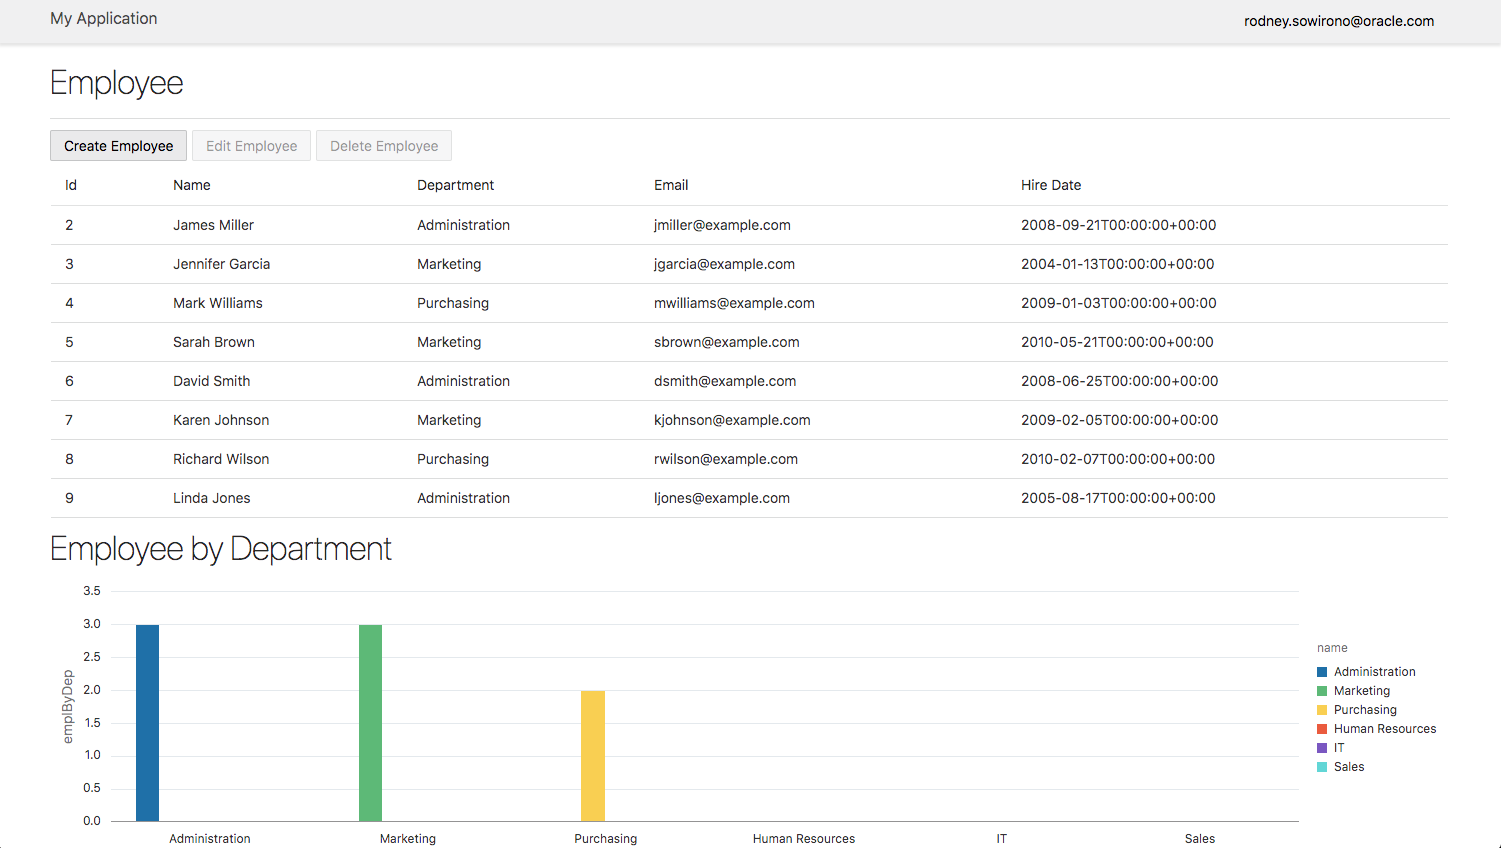 My Application rodney.sowirono@oracle.com
Employee
Create Employee Edit Employee Delete Employee
Id Name Department Email Hire Date
2 James Miller Administration jmiller@example.com 2008-09-21T00:00:00+00:00
3 Jennifer Garcia Marketing jgarcia@example.com 2004-01-13T00:00:00+00:00
4 Mark Williams Purchasing mwilliams@example.com 2009-01-03T00:00:00+00:00
5 Sarah Brown Marketing sbrown@example.com 2010-05-21T00:00:00+00:00
6 David Smith Administration dsmith@example.com 2008-06-25T00:00:00+00:00
7 Karen Johnson Marketing kjohnson@example.com 2009-02-05T00:00:00+00:00
8 Richard Wilson Purchasing rwilson@example.com 2010-02-07T00:00:00+00:00
9 Linda Jones Administration ljones@example.com 2005-08-17T00:00:00+00:00
Employee by Department
emplByDep
3.5
3.0
2.5
2.0
1.5
1.0
0.5
0.0
Administration Marketing Purchasing Human Resources IT Sales
name
Administration
Marketing
Purchasing
Human Resources
IT
Sales